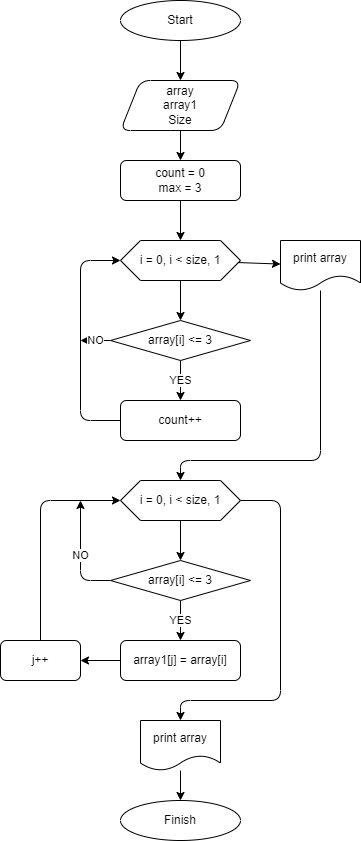 Start
array
array1
Size
count = 0
max = 3
i = 0, i < size, 1
print array
array[i] <= 3
NO
YES
count++
i = 0, i < size, 1
NO
array[i] <= 3
YES
j++
array1[j] = array[i]
print array
Finish